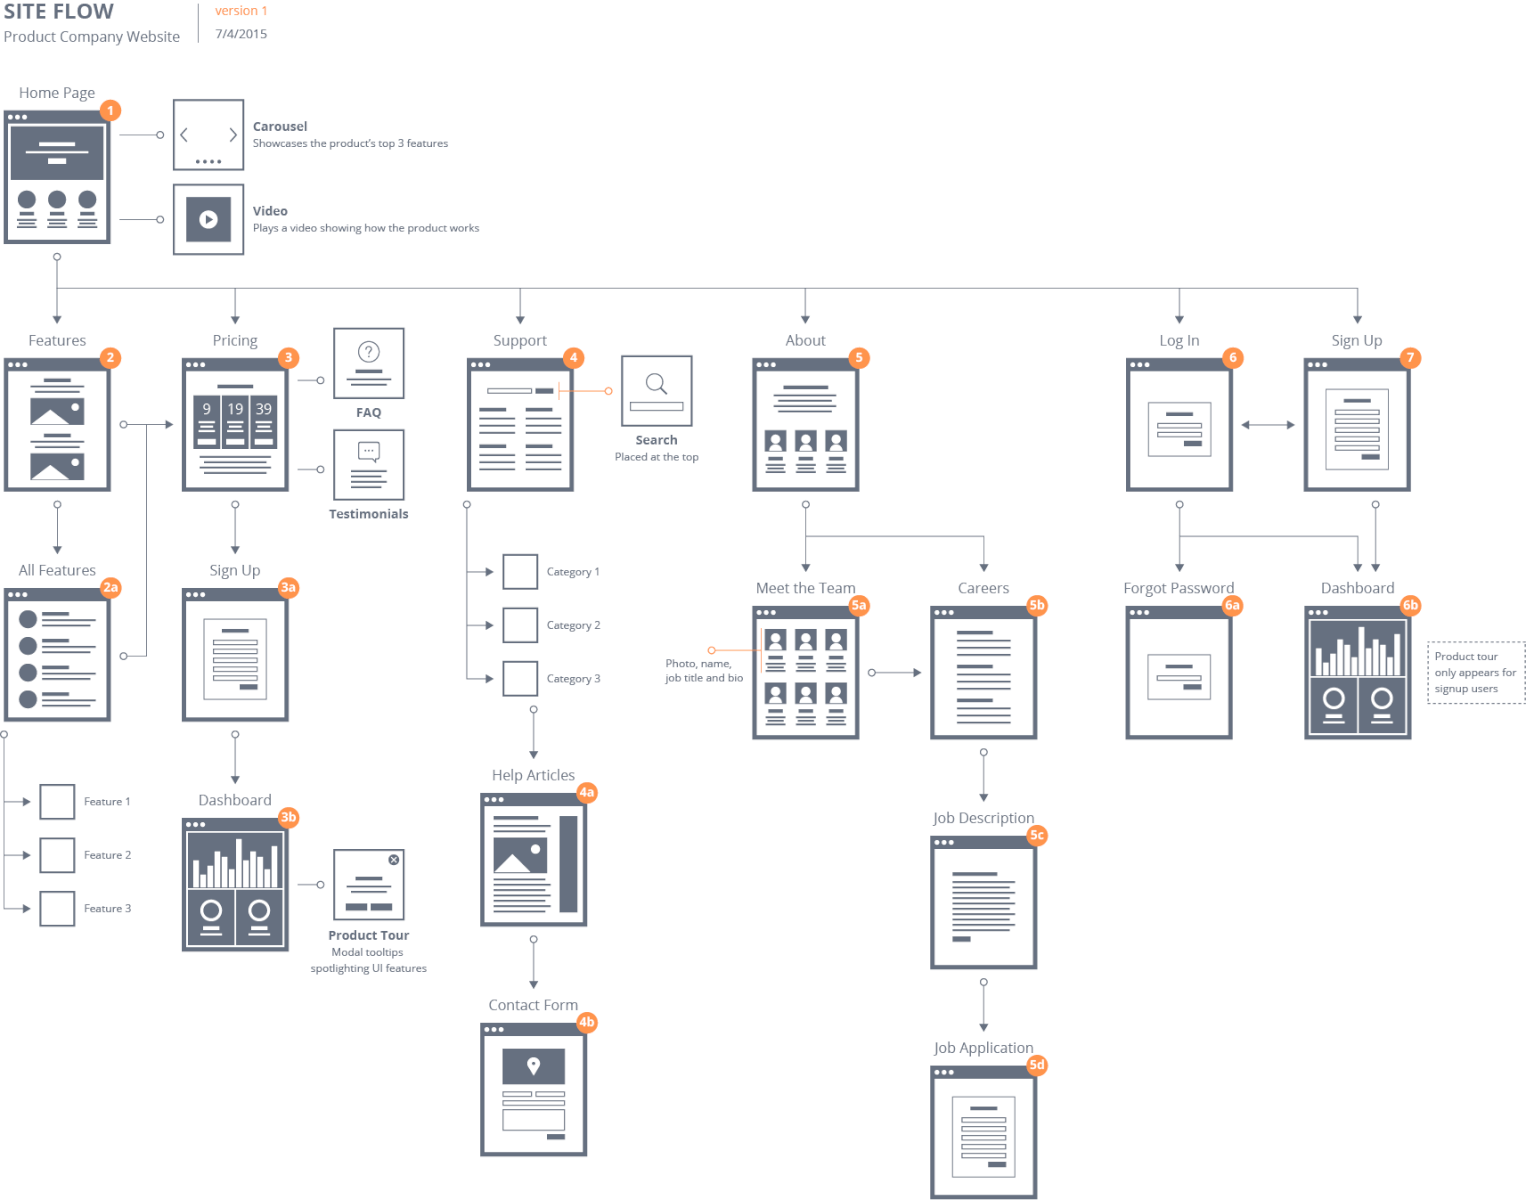 SITE FLOW
Product Company Website
version 1
7/4/2015
Home Page
1
Carousel
Showcases the product's top 3 features
Video
Plays a video showing how the product works
Features
2
Pricing
3
9 19 39
FAQ
Testimonials
Support
4
Search
Placed at the top
About
5
Log In
6
Sign Up
7
All Features
2a
Sign Up
3a
Category 1
Category 2
Category 3
Meet the Team
5a
Photo, name,
job title and bio
Careers
5b
Forgot Password
6a
Dashboard
6b
Product tour
only appears for
signup users
Feature 1
Feature 2
Feature 3
Dashboard
3b
Product Tour
Modal tooltips
spotlighting UI features
Help Articles
4a
Job Description
5c
Contact Form
4b
Job Application
5d